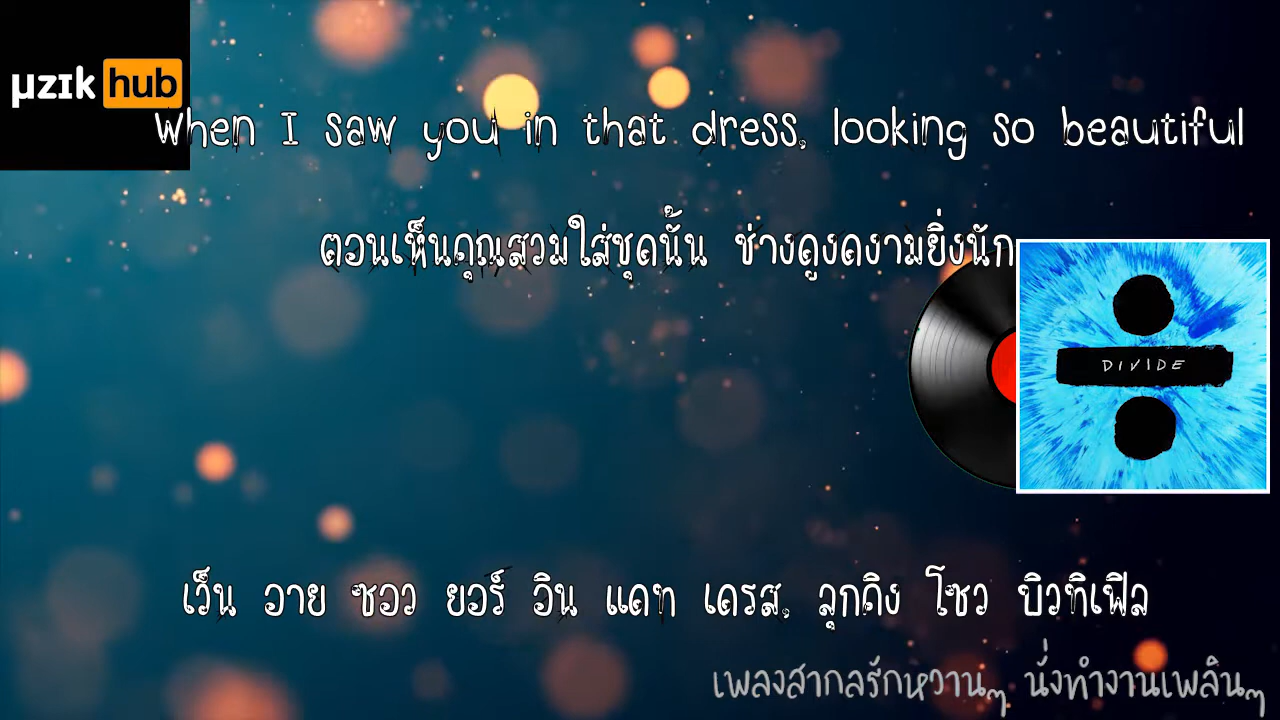 µzik hub
When I saw you in that dress, looking so beautiful
ตอนเห็นคุณสวมใส่ชุดนั้น ช่างดูงดงามยิ่งนัก
DIVIDE
เว็น อาย ซอว ยอร์ อิน แดท เดรส, ลุกคิง โซว บิวทิเฟิล
เพลงสากลรักหวานๆ นั่งทำงานเพลินๆ